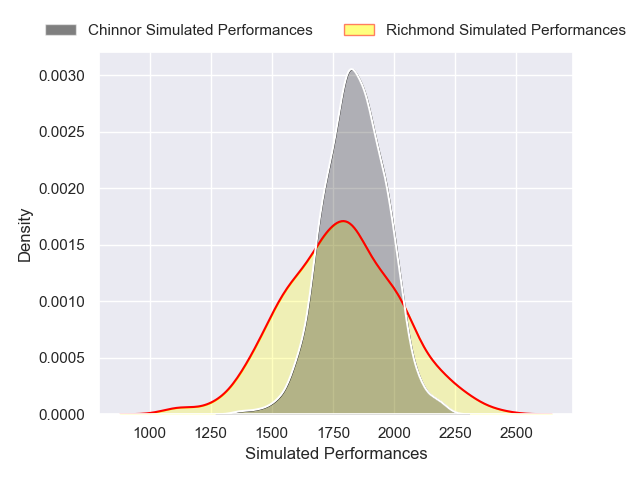 Chinnor Simulated Performances
Richmond Simulated Performances
0.0030
0.0025
0.0020
0.0015
0.0010
0.0005
0.0000
Density
1000 1250 1500 1750 2000 2250 2500
Simulated Performances